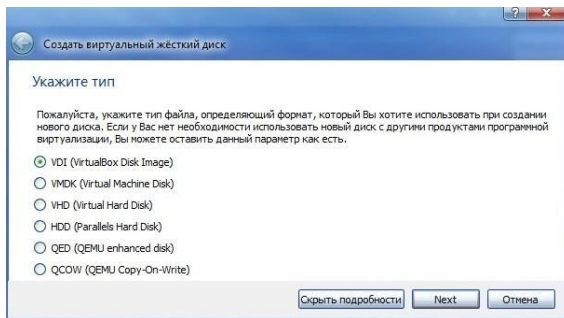 Создать виртуальный жёсткий диск
Укажите тип
Пожалуйста, укажите тип файла, определяющий формат, который Вы хотите использовать при создании
нового диска. Если у Вас нет необходимости использовать новый диск с другими продуктами программной
виртуализации, Вы можете оставить данный параметр как есть.
VDI (VirtualBox Disk Image)
VMDK (Virtual Machine Disk)
VHD (Virtual Hard Disk)
HDD (Parallels Hard Disk)
QED (QEMU enhanced disk)
QCOW (QEMU Copy-On-Write)
Скрыть подробности Next Отмена